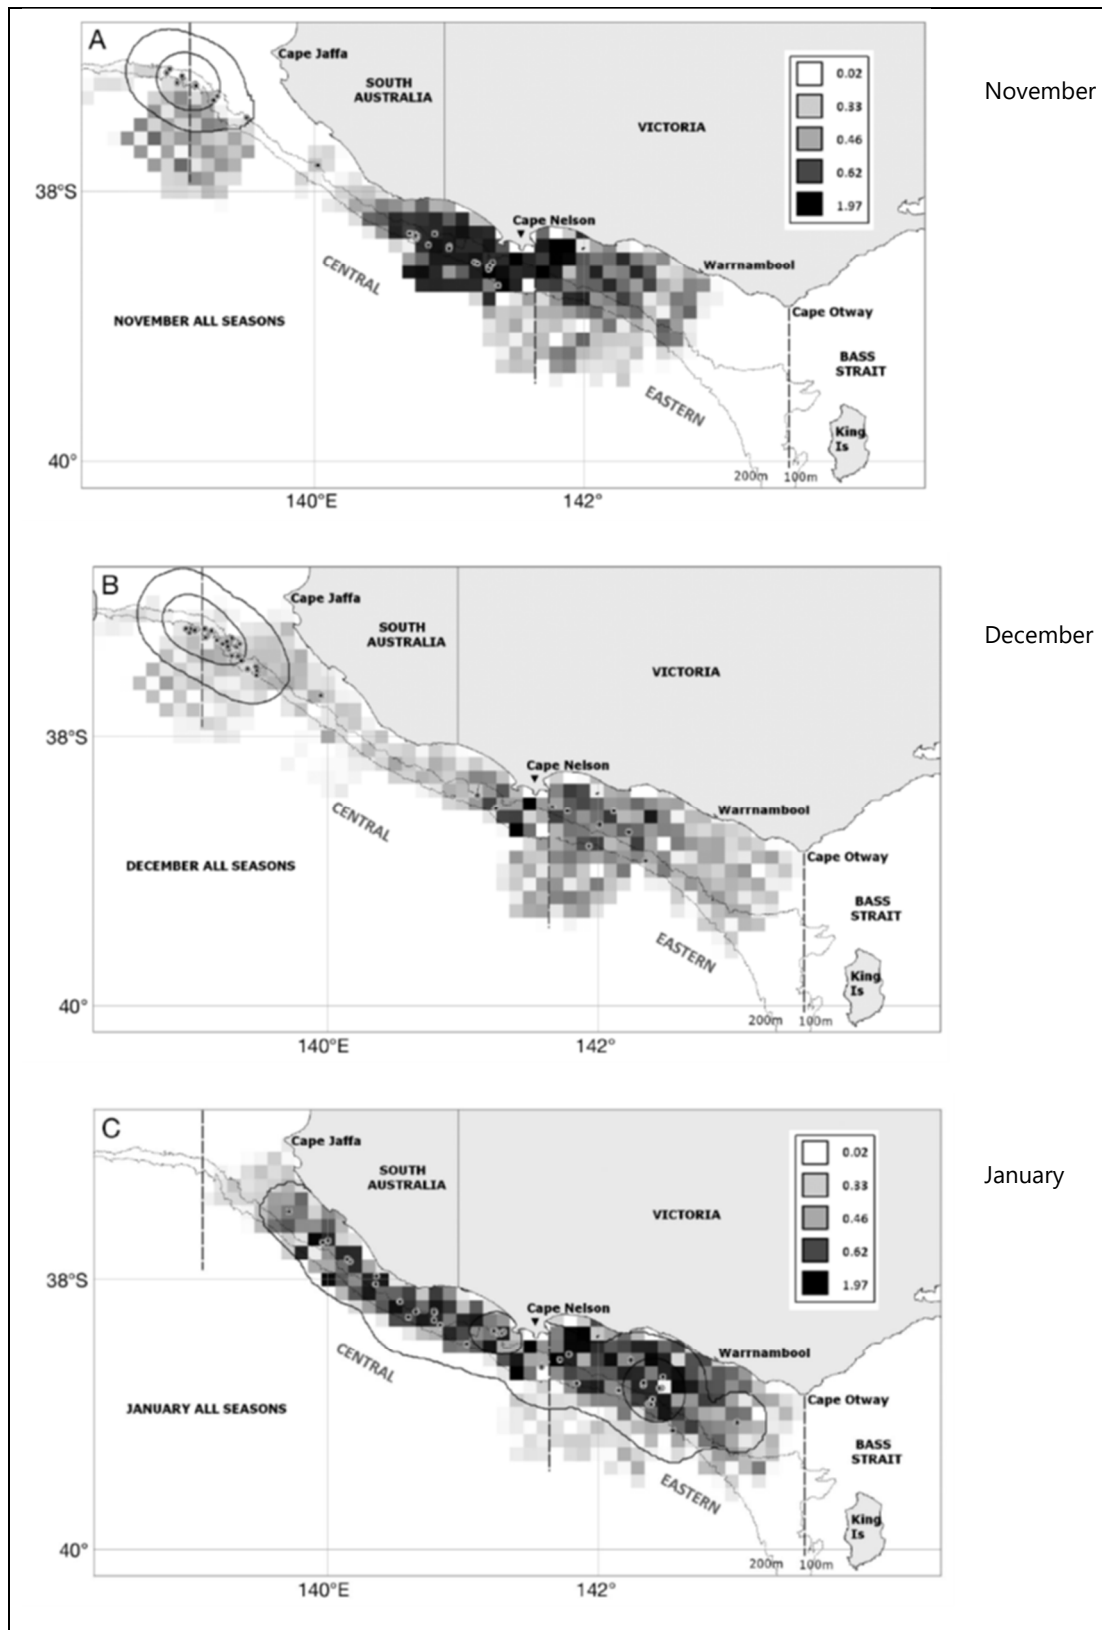 A
Cape Jaffa
SOUTH
AUSTRALIA
VICTORIA
0.02
0.33
0.46
0.62
1.97
November
38°S
Cape Nelson
CENTRAL
Warrnambool
NOVEMBER ALL SEASONS
Cape Otway
BASS
STRAIT
EASTERN
King
Is
40°
200m 100m
140°E
142°
B
Cape Jaffa
SOUTH
AUSTRALIA
VICTORIA
December
38°S
Cape Nelson
CENTRAL
Warrnambool
DECEMBER ALL SEASONS
Cape Otway
BASS
STRAIT
EASTERN
King
Is
40°
200m 100m
140°E
142°
C
Cape Jaffa
SOUTH
AUSTRALIA
VICTORIA
0.02
0.33
0.46
0.62
1.97
January
38°S
Cape Nelson
CENTRAL
Warrnambool
JANUARY ALL SEASONS
Cape Otway
BASS
STRAIT
EASTERN
King
Is
40°
200m 100m
140°E
142°